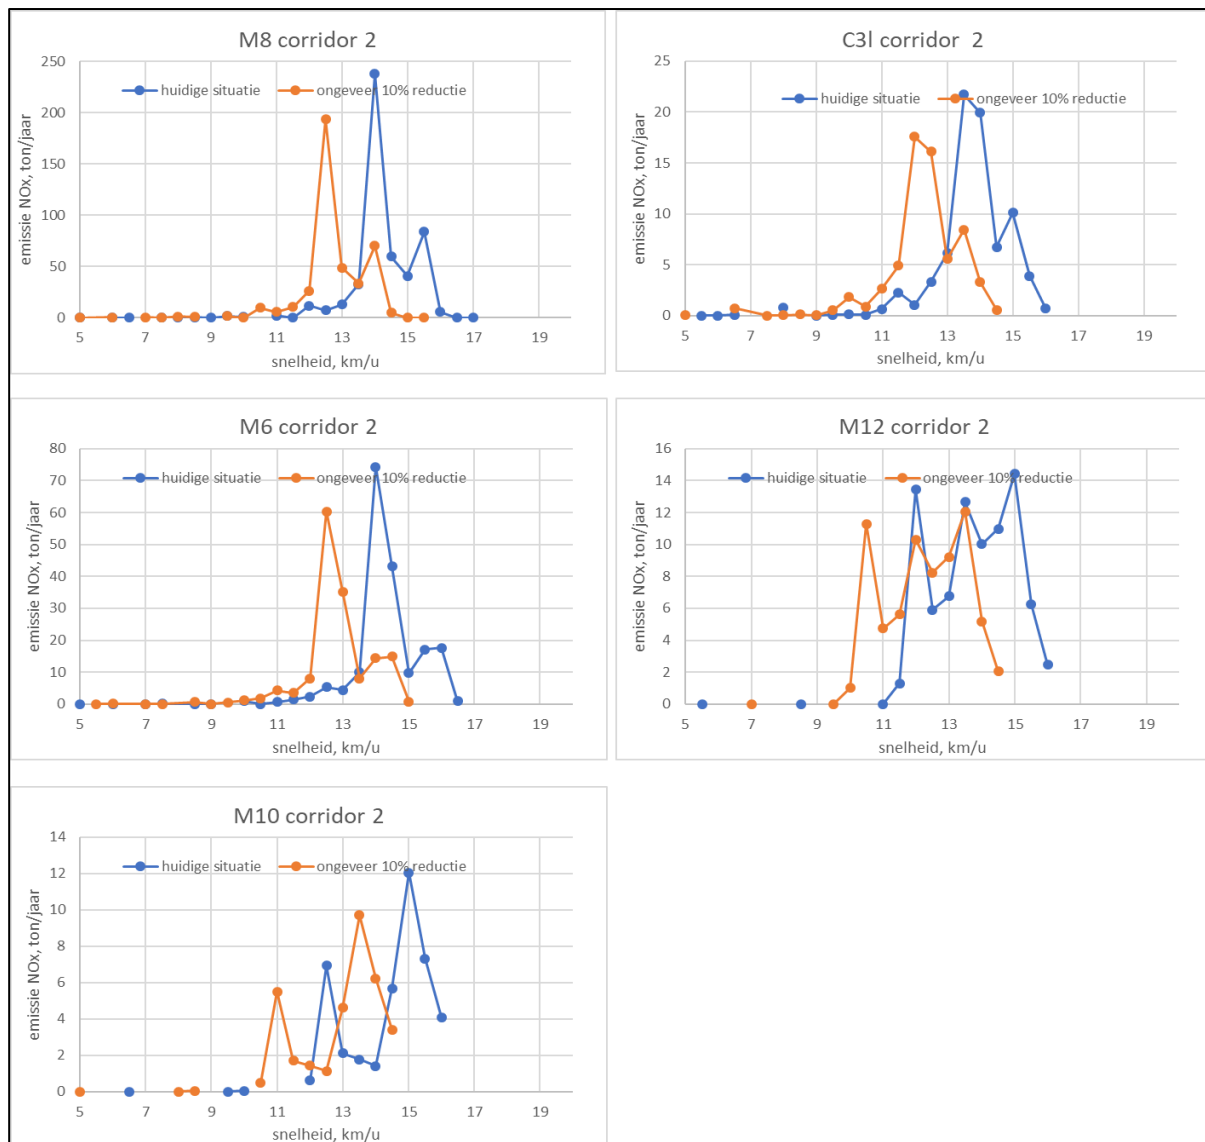 M8 corridor 2
huidige situatie
ongeveer 10% reductie
emissie NOx, ton/jaar
250
200
150
100
50
0
5 7 9 11 13 15 17 19
snelheid, km/u
C3l corridor 2
huidige situatie
ongeveer 10% reductie
emissie NOx, ton/jaar
25
20
15
10
5
0
5 7 9 11 13 15 17 19
snelheid, km/u
M6 corridor 2
huidige situatie
ongeveer 10% reductie
emissie NOx, ton/jaar
80
70
60
50
40
30
20
10
0
5 7 9 11 13 15 17 19
snelheid, km/u
M12 corridor 2
huidige situatie
ongeveer 10% reductie
emissie NOx, ton/jaar
16
14
12
10
8
6
4
2
0
5 7 9 11 13 15 17 19
snelheid, km/u
M10 corridor 2
huidige situatie
ongeveer 10% reductie
emissie NOx, ton/jaar
14
12
10
8
6
4
2
0
5 7 9 11 13 15 17 19
snelheid, km/u